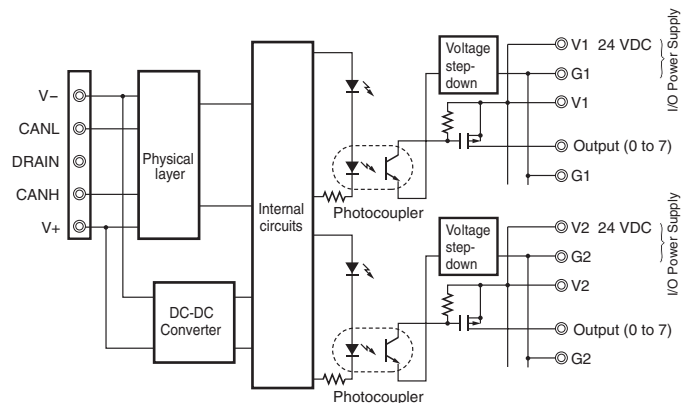 V−
CANL
DRAIN
CANH
V+
Physical
layer
DC-DC
Converter
Internal
circuits
Voltage
step-
down
Photocoupler
V1 24 VDC
G1
V1
Output (0 to 7)
G1
I/O Power Supply
Voltage
step-
down
Photocoupler
V2 24 VDC
G2
V2
Output (0 to 7)
G2
I/O Power Supply